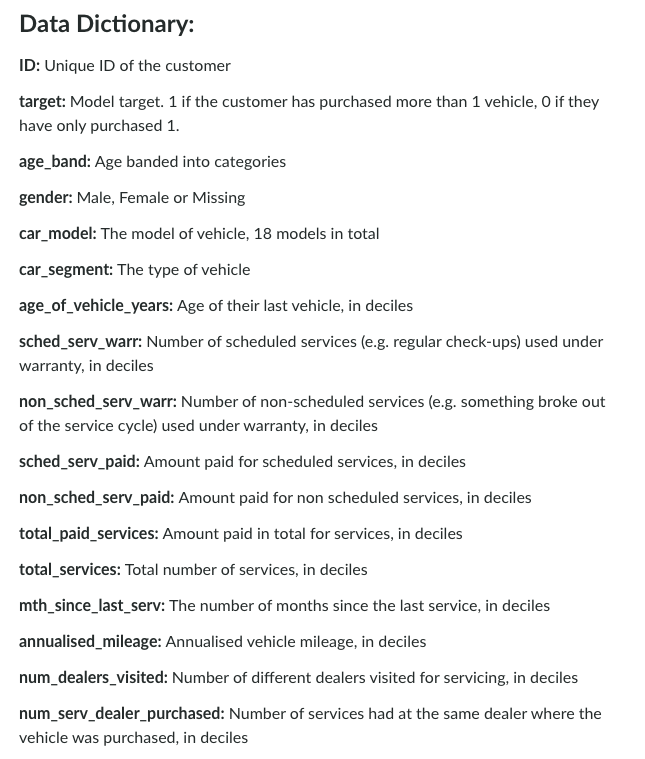 Data Dictionary:
ID: Unique ID of the customer
target: Model target. 1 if the customer has purchased more than 1 vehicle, 0 if they
have only purchased 1.
age_band: Age banded into categories
gender: Male, Female or Missing
car_model: The model of vehicle, 18 models in total
car_segment: The type of vehicle
age_of_vehicle_years: Age of their last vehicle, in deciles
sched_serv_warr: Number of scheduled services (e.g. regular check-ups) used under
warranty, in deciles
non_sched_serv_warr: Number of non-scheduled services (e.g. something broke out
of the service cycle) used under warranty, in deciles
sched_serv_paid: Amount paid for scheduled services, in deciles
non_sched_serv_paid: Amount paid for non scheduled services, in deciles
total_paid_services: Amount paid in total for services, in deciles
total_services: Total number of services, in deciles
mth_since_last_serv: The number of months since the last service, in deciles
annualised_mileage: Annualised vehicle mileage, in deciles
num_dealers_visited: Number of different dealers visited for servicing, in deciles
num_serv_dealer_purchased: Number of services had at the same dealer where the
vehicle was purchased, in deciles